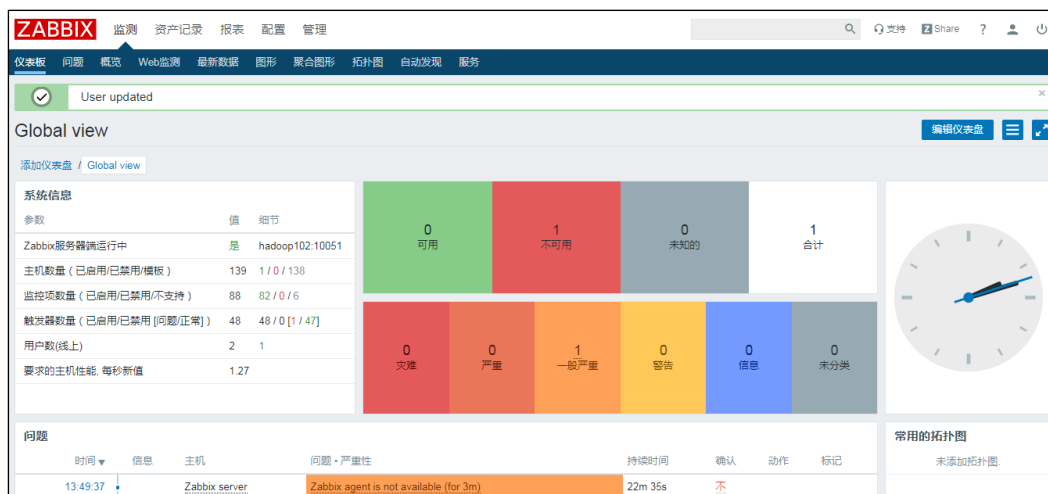 ZABBIX 监测 资产记录 报表 配置 管理 支持 Z Share ?
仪表板 问题 概览 Web监测 最新数据 图形 聚合图形 拓扑图 自动发现 服务
User updated
Global view 编辑仪表盘
添加仪表盘 / Global view
系统信息
参数 值 细节
Zabbix服务器端运行中 是 hadoop102:10051
主机数量(已启用/已禁用/模板) 139 1 / 0 / 138
监控项数量(已启用/已禁用/不支持) 88 82 / 0 / 6
触发器数量(已启用/已禁用 [问题/正常]) 48 48 / 0 [1 / 47]
用户数(线上) 2 1
要求的主机性能, 每秒新值 1.27
0 1 0 1
可用 不可用 未知的 合计
0 0 1 0 0 0
灾难 严重 一般严重 警告 信息 未分类
问题
时间 ▼ 信息 主机 问题 • 严重性 持续时间 确认 动作 标记
13:49:37 Zabbix server Zabbix agent is not available (for 3m) 22m 35s 不
常用的拓扑图
未添加拓扑图.